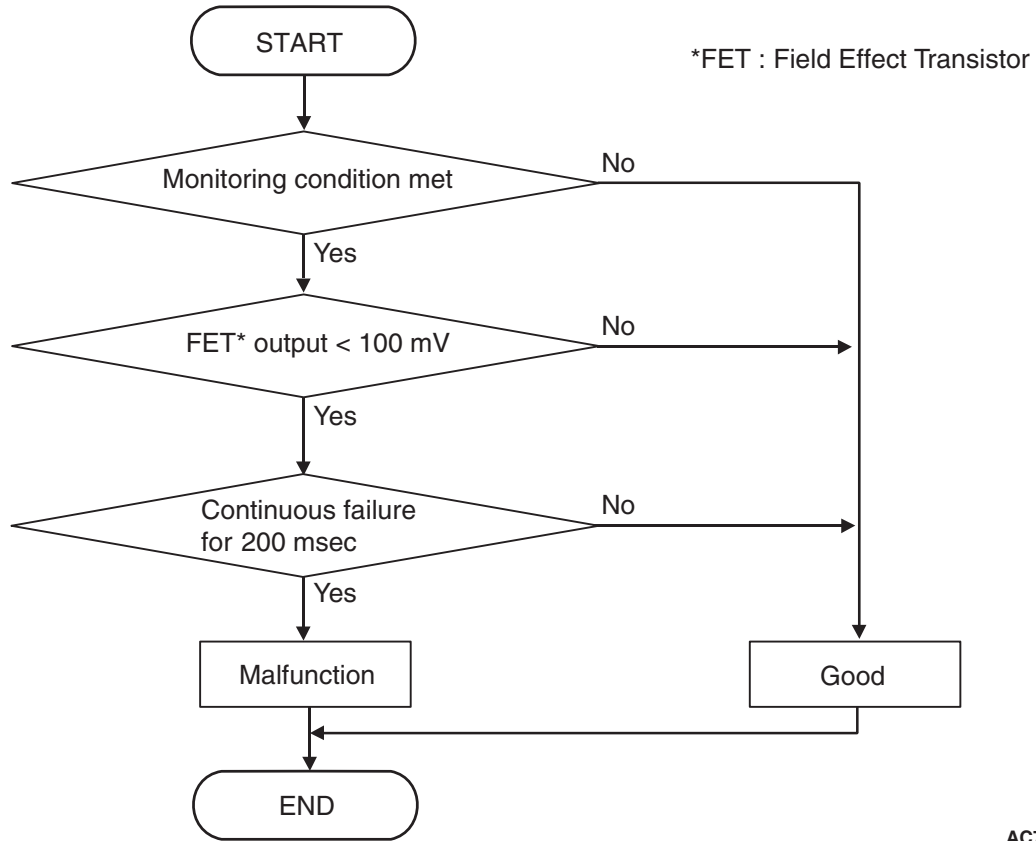 START
*FET : Field Effect Transistor
Monitoring condition met
No
Yes
FET* output < 100 mV
No
Yes
Continuous failure
for 200 msec
No
Yes
Malfunction
Good
END
ACT